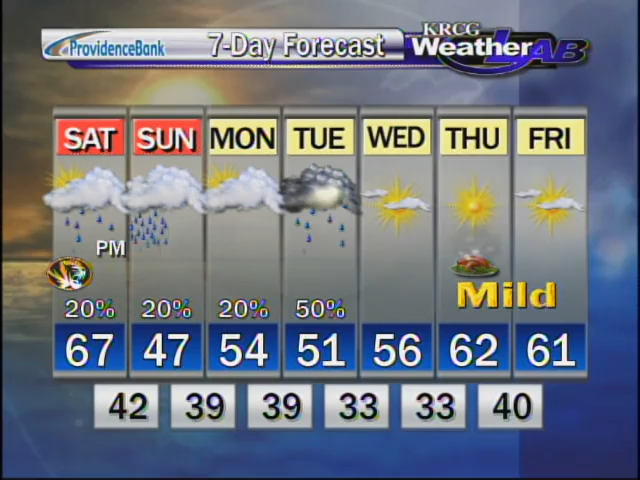 ProvidenceBank
7-Day Forecast
KRCG
WeatherLAB
SAT SUN MON TUE WED THU FRI
PM
Mild
20% 20% 20% 50%
67 47 54 51 56 62 61
42 39 39 33 33 40